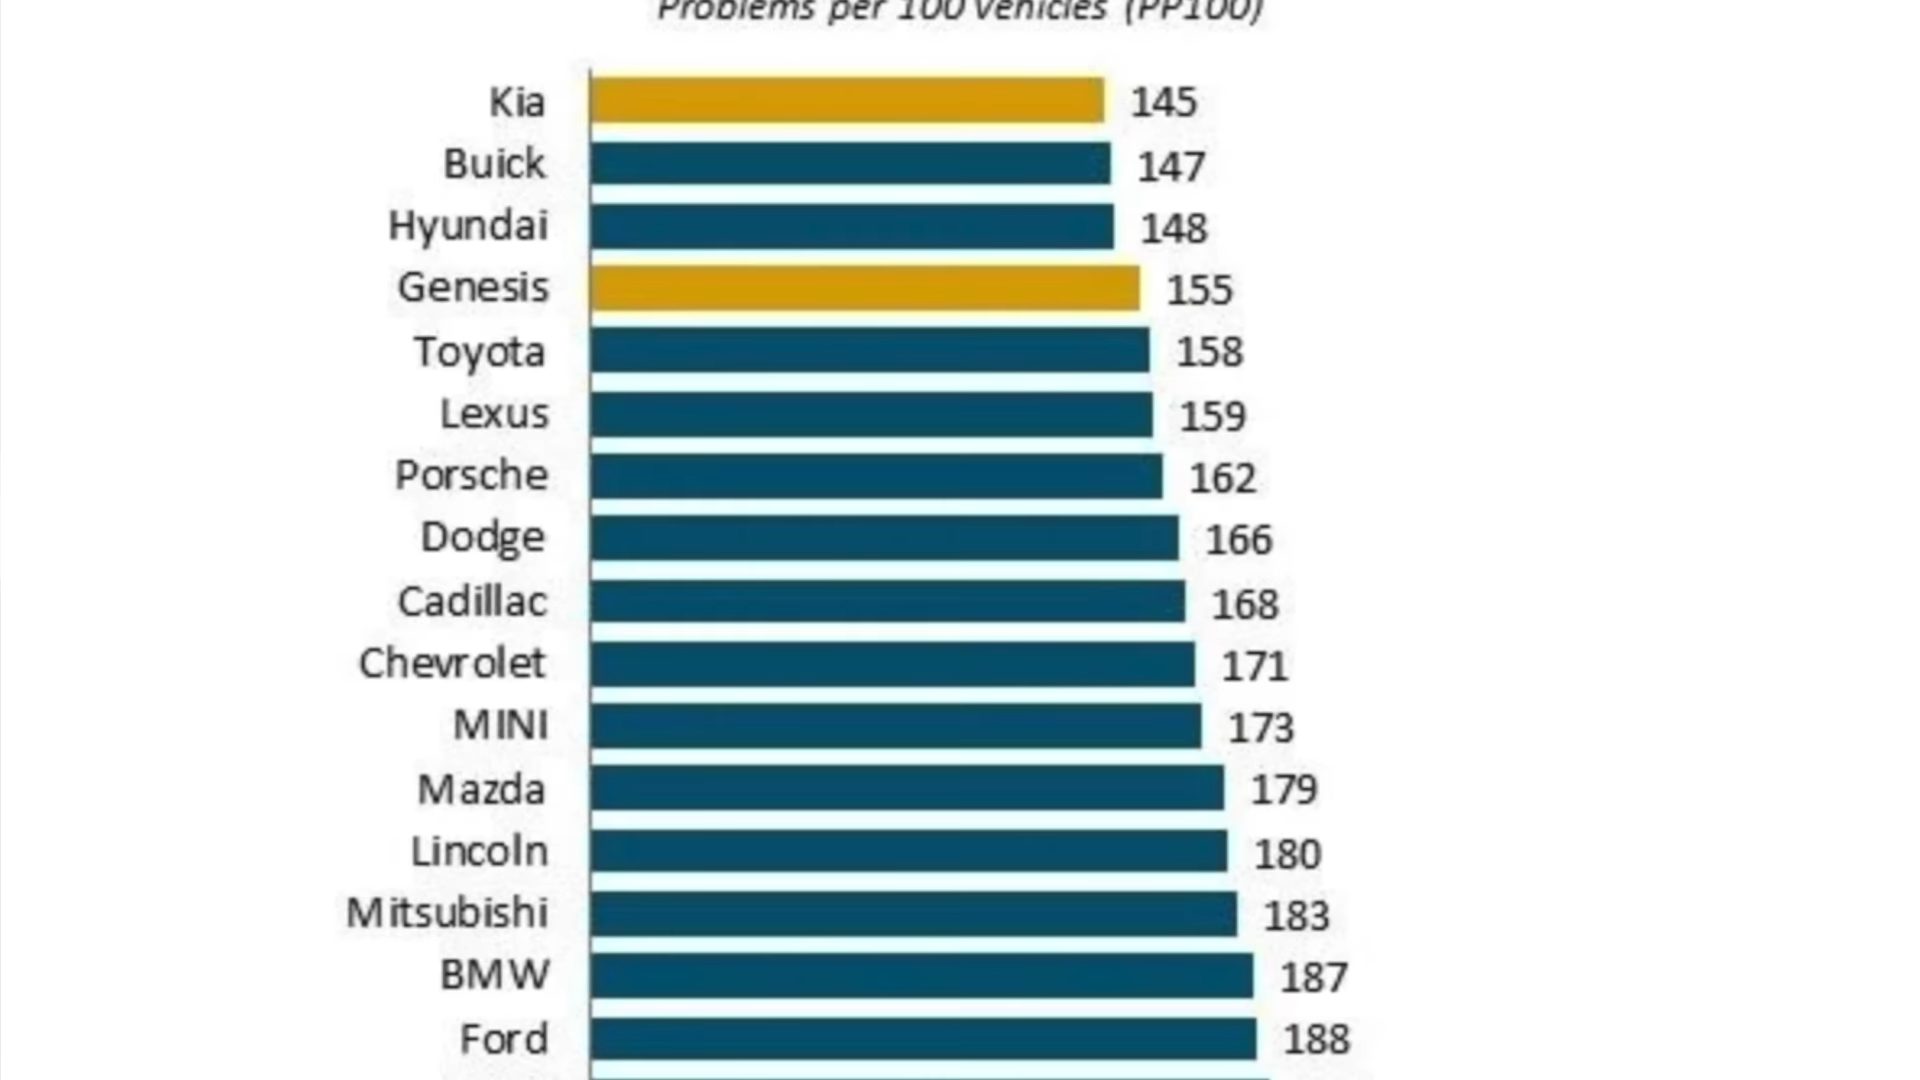 Problems per 100 Vehicles (PP100)
Kia 145
Buick 147
Hyundai 148
Genesis 155
Toyota 158
Lexus 159
Porsche 162
Dodge 166
Cadillac 168
Chevrolet 171
MINI 173
Mazda 179
Lincoln 180
Mitsubishi 183
BMW 187
Ford 188